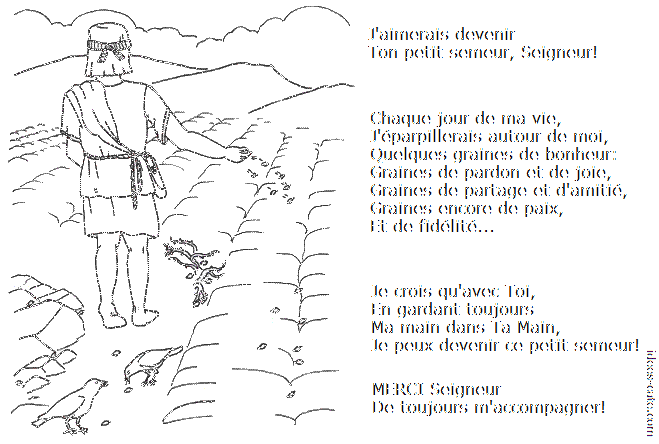 J'aimerais devenir
Ton petit semeur, Seigneur!
Chaque jour de ma vie,
J'éparpillerais autour de moi,
Quelques graines de bonheur:
Graines de pardon et de joie,
Graines de partage et d'amitié,
Graines encore de paix,
Et de fidélité...
Je crois qu'avec Toi,
En gardant toujours
Ma main dans Ta Main,
Je peux devenir ce petit semeur!
MERCI Seigneur
De toujours m'accompagner!